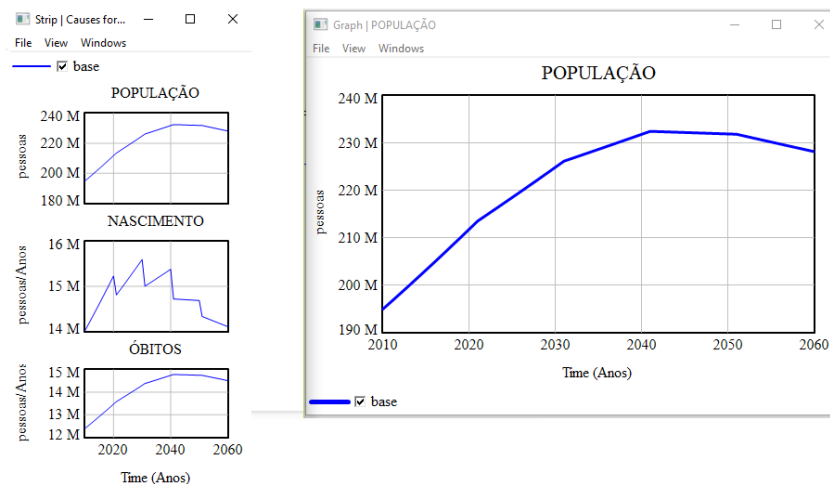 Strip | Causes for...
File View Windows
base
POPULAÇÃO
240 M
220 M
200 M
180 M
pessoas
NASCIMENTO
16 M
15 M
14 M
pessoas/Anos
ÓBITOS
15 M
14 M
13 M
12 M
pessoas/Anos
2020 2040 2060
Time (Anos)
Graph | POPULAÇÃO
File View Windows
POPULAÇÃO
240 M
230 M
220 M
210 M
200 M
190 M
pessoas
2010 2020 2030 2040 2050 2060
Time (Anos)
base